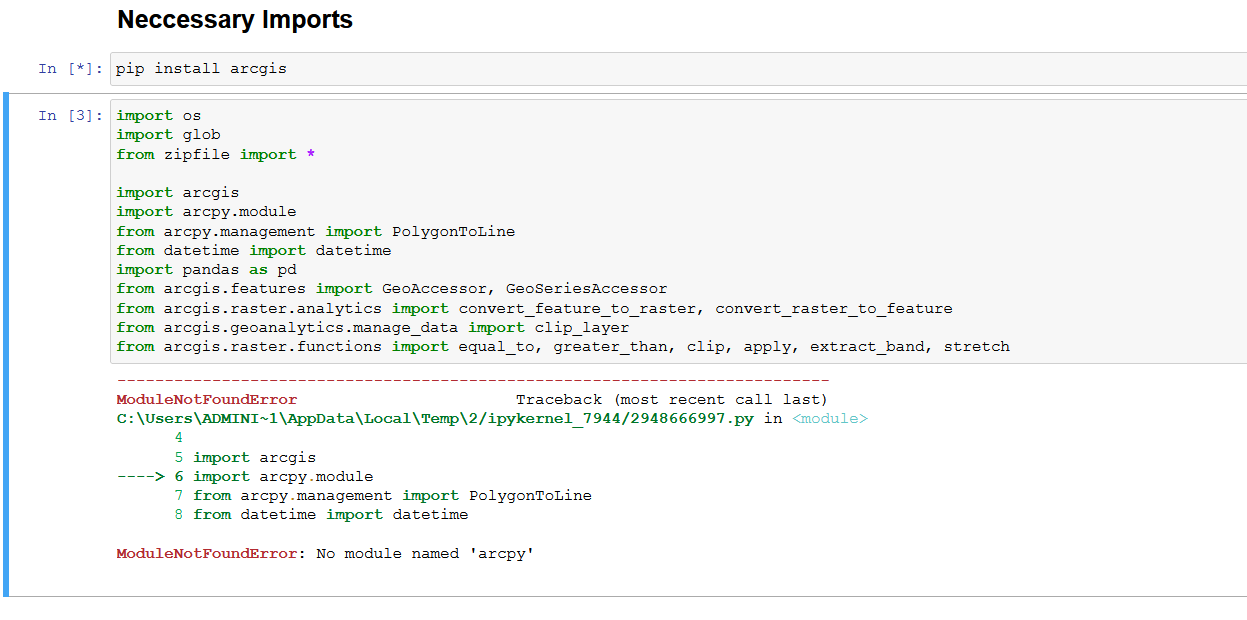 Neccessary Imports
In [*]: pip install arcgis
In [3]: import os
import glob
from zipfile import *
import arcgis
import arcpy.module
from arcpy.management import PolygonToLine
from datetime import datetime
import pandas as pd
from arcgis.features import GeoAccessor, GeoSeriesAccessor
from arcgis.raster.analytics import convert_feature_to_raster, convert_raster_to_feature
from arcgis.geoanalytics.manage_data import clip_layer
from arcgis.raster.functions import equal_to, greater_than, clip, apply, extract_band, stretch
---------------------------------------------------------------------------
ModuleNotFoundError Traceback (most recent call last)
C:\Users\ADMINI~1\AppData\Local\Temp\2/ipykernel_7944/2948666997.py in <module>
4
5 import arcgis
----> 6 import arcpy.module
7 from arcpy.management import PolygonToLine
8 from datetime import datetime
ModuleNotFoundError: No module named 'arcpy'